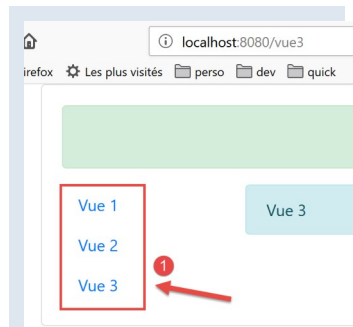 localhost:8080/vue3
irefox Les plus visités perso dev quick
Vue 1
Vue 3
Vue 2
1
Vue 3